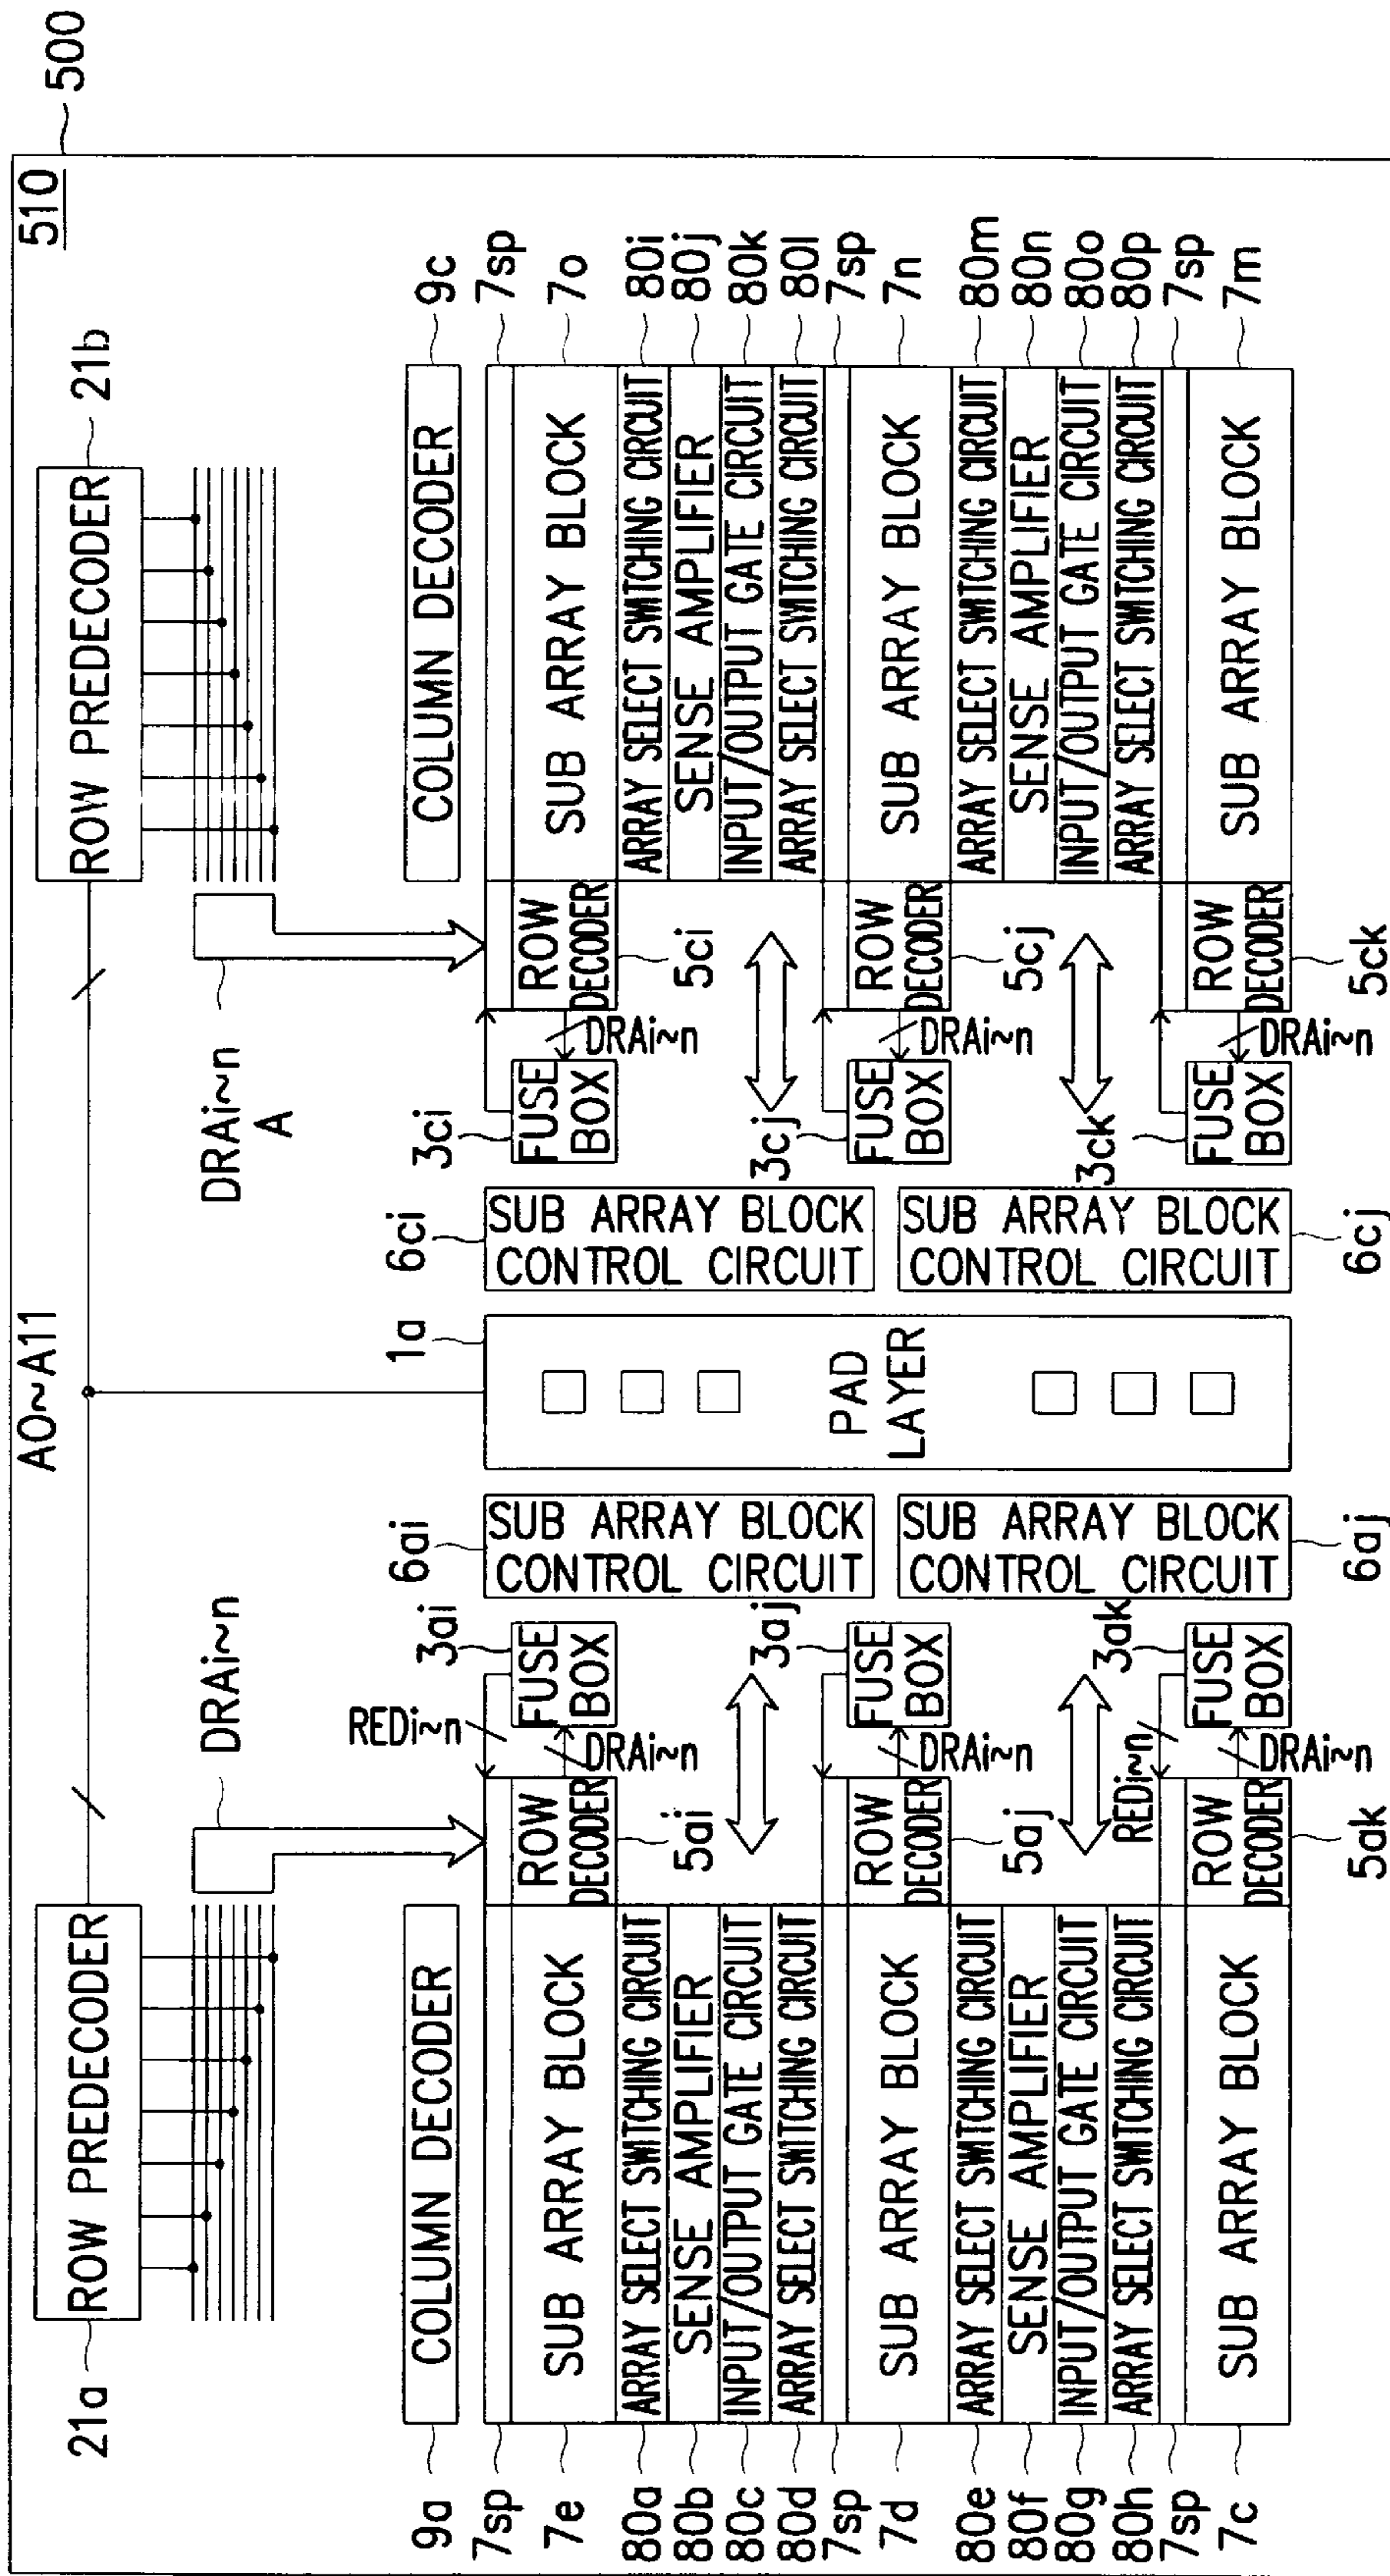 500
510
A0~A11
21a
ROW PREDECODER
ROW PREDECODER
21b
DRAi~n
DRAi~n
A
9a
COLUMN DECODER
COLUMN DECODER
9c
7sp
7sp
7e
SUB ARRAY BLOCK
ROW
DECODER
5ai
REDi~n
DRAi~n
3ai
FUSE
BOX
6ai
SUB ARRAY BLOCK
CONTROL CIRCUIT
1a
PAD
LAYER
6ci
SUB ARRAY BLOCK
CONTROL CIRCUIT
3ci
FUSE
BOX
DRAi~n
ROW
DECODER
5ci
SUB ARRAY BLOCK
7o
80a
ARRAY SELECT SWITCHING CIRCUIT
ARRAY SELECT SWITCHING CIRCUIT
80i
80b
SENSE AMPLIFIER
SENSE AMPLIFIER
80j
80c
INPUT/OUTPUT GATE CIRCUIT
INPUT/OUTPUT GATE CIRCUIT
80k
80d
ARRAY SELECT SWITCHING CIRCUIT
ARRAY SELECT SWITCHING CIRCUIT
80l
7sp
7sp
7d
SUB ARRAY BLOCK
ROW
DECODER
5aj
DRAi~n
3aj
FUSE
BOX
3cj
FUSE
BOX
DRAi~n
ROW
DECODER
5cj
SUB ARRAY BLOCK
7n
80e
ARRAY SELECT SWITCHING CIRCUIT
ARRAY SELECT SWITCHING CIRCUIT
80m
80f
SENSE AMPLIFIER
SENSE AMPLIFIER
80n
80g
INPUT/OUTPUT GATE CIRCUIT
INPUT/OUTPUT GATE CIRCUIT
80o
80h
ARRAY SELECT SWITCHING CIRCUIT
ARRAY SELECT SWITCHING CIRCUIT
80p
7sp
7sp
7c
SUB ARRAY BLOCK
ROW
DECODER
5ak
REDi~n
DRAi~n
3ak
FUSE
BOX
SUB ARRAY BLOCK
CONTROL CIRCUIT
6aj
SUB ARRAY BLOCK
CONTROL CIRCUIT
6cj
3ck
FUSE
BOX
DRAi~n
ROW
DECODER
5ck
SUB ARRAY BLOCK
7m